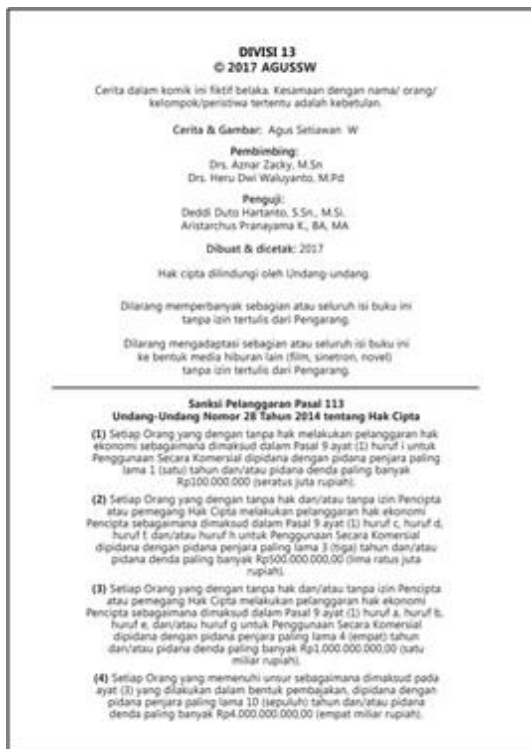 DIVISI 13
© 2017 AGUSSW
Cerita dalam komik ini fiktif belaka. Kesamaan dengan nama/ orang/
kelompok/peristiwa tertentu adalah kebetulan.
Cerita & Gambar: Agus Setiawan W
Pembimbing:
Drs. Aznar Zacky, M.Sn
Drs. Heru Dwi Waluyanto, M.Pd
Penguji:
Deddi Duto Hartanto, S.Sn., M.Si.
Aristarchus Pranayama K., BA, MA
Dibuat & dicetak: 2017
Hak cipta dilindungi oleh Undang-undang.
Dilarang memperbanyak sebagian atau seluruh isi buku ini
tanpa izin tertulis dari Pengarang.
Dilarang mengadaptasi sebagian atau seluruh isi buku ini
ke bentuk media hiburan lain (film, sinetron, novel)
tanpa izin tertulis dari Pengarang.
Sanksi Pelanggaran Pasal 113
Undang-Undang Nomor 28 Tahun 2014 tentang Hak Cipta
(1) Setiap Orang yang dengan tanpa hak melakukan pelanggaran hak
ekonomi sebagaimana dimaksud dalam Pasal 9 ayat (1) huruf i untuk
Penggunaan Secara Komersial dipidana dengan pidana penjara paling
lama 1 (satu) tahun dan/atau pidana denda paling banyak
Rp100.000.000 (seratus juta rupiah).
(2) Setiap Orang yang dengan tanpa hak dan/atau tanpa izin Pencipta
atau pemegang Hak Cipta melakukan pelanggaran hak ekonomi
Pencipta sebagaimana dimaksud dalam Pasal 9 ayat (1) huruf c, huruf d,
huruf f, dan/atau huruf h untuk Penggunaan Secara Komersial
dipidana dengan pidana penjara paling lama 3 (tiga) tahun dan/atau
pidana denda paling banyak Rp500.000.000,00 (lima ratus juta
rupiah).
(3) Setiap Orang yang dengan tanpa hak dan/atau tanpa izin Pencipta
atau pemegang Hak Cipta melakukan pelanggaran hak ekonomi
Pencipta sebagaimana dimaksud dalam Pasal 9 ayat (1) huruf a, huruf b,
huruf e, dan/atau huruf g untuk Penggunaan Secara Komersial
dipidana dengan pidana penjara paling lama 4 (empat) tahun
dan/atau pidana denda paling banyak Rp1.000.000.000,00 (satu
miliar rupiah).
(4) Setiap Orang yang memenuhi unsur sebagaimana dimaksud pada
ayat (3) yang dilakukan dalam bentuk pembajakan, dipidana dengan
pidana penjara paling lama 10 (sepuluh) tahun dan/atau pidana
denda paling banyak Rp4.000.000.000,00 (empat miliar rupiah).